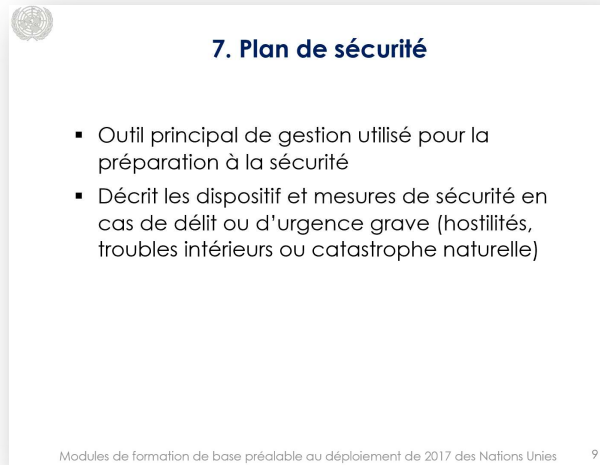 7. Plan de sécurité
▪ Outil principal de gestion utilisé pour la
préparation à la sécurité
▪ Décrit les dispositif et mesures de sécurité en
cas de délit ou d’urgence grave (hostilités,
troubles intérieurs ou catastrophe naturelle)
Modules de formation de base préalable au déploiement de 2017 des Nations Unies 9